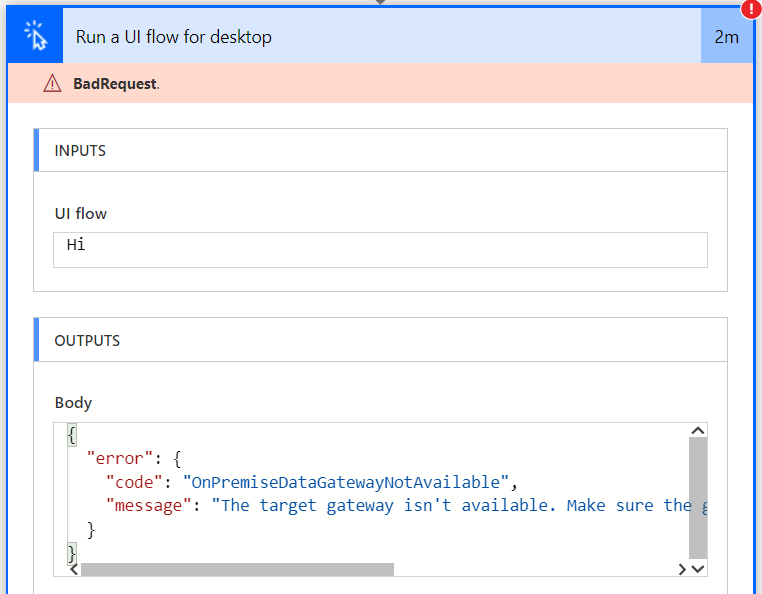 Run a UI flow for desktop 2m
BadRequest.
INPUTS
UI flow
Hi
OUTPUTS
Body
{
"error": {
"code": "OnPremiseDataGatewayNotAvailable",
"message": "The target gateway isn't available. Make sure the
}
}